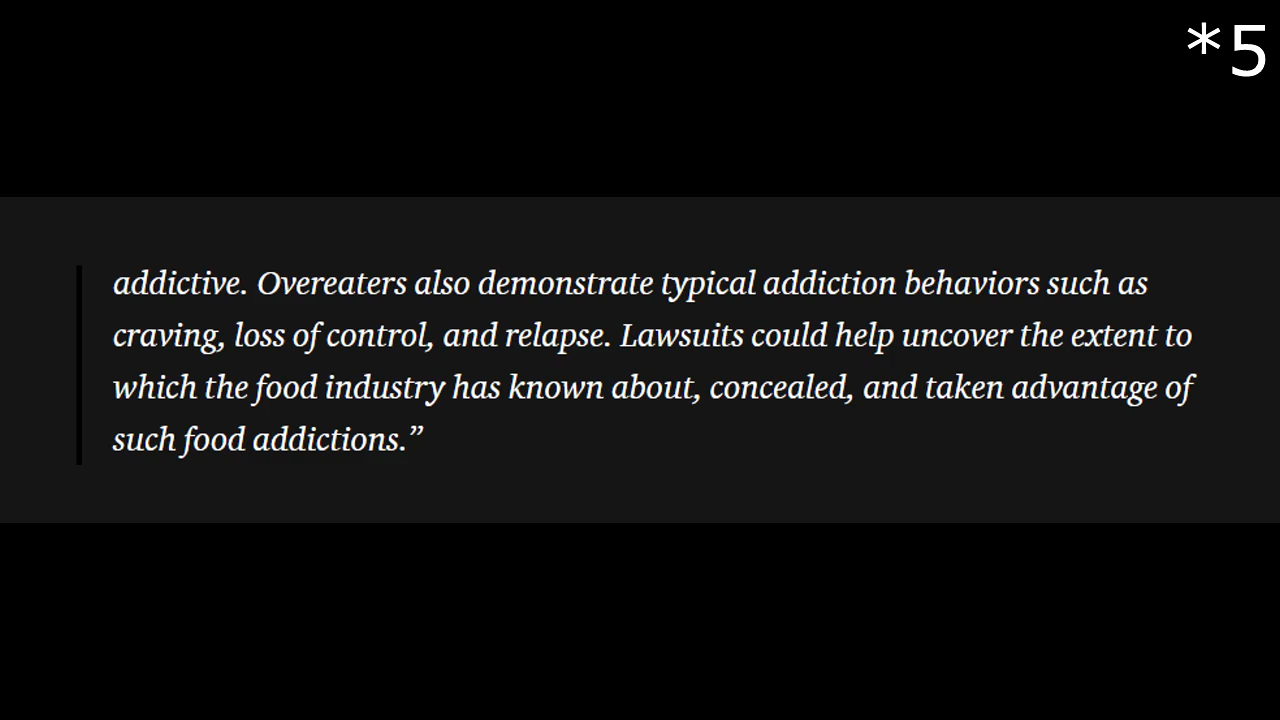 *5
addictive. Overeaters also demonstrate typical addiction behaviors such as
craving, loss of control, and relapse. Lawsuits could help uncover the extent to
which the food industry has known about, concealed, and taken advantage of
such food addictions.”